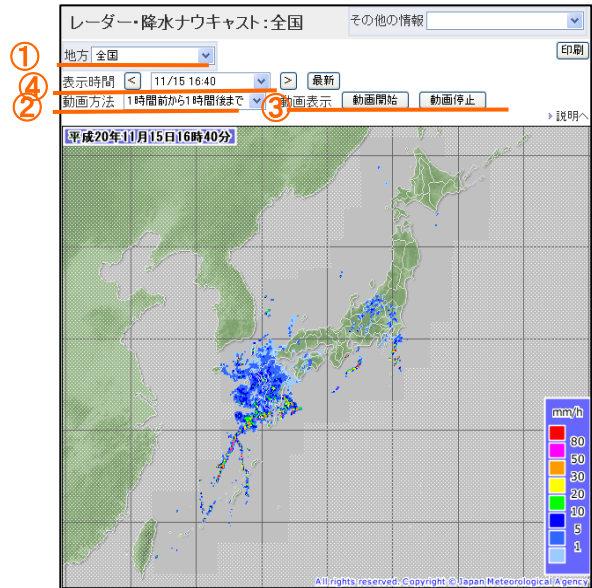 レーダー・降水ナウキャスト:全国 その他の情報
① 地方 全国 印刷
④ 表示時間 < 11/15 16:40 > 最新
② 動画方法 1時間前から1時間後まで ③ 動画表示 動画開始 動画停止
説明へ
平成20年11月15日16時40分
mm/h
80
50
30
20
10
5
1
All rights reserved. Copyright © Japan Meteorological Agency